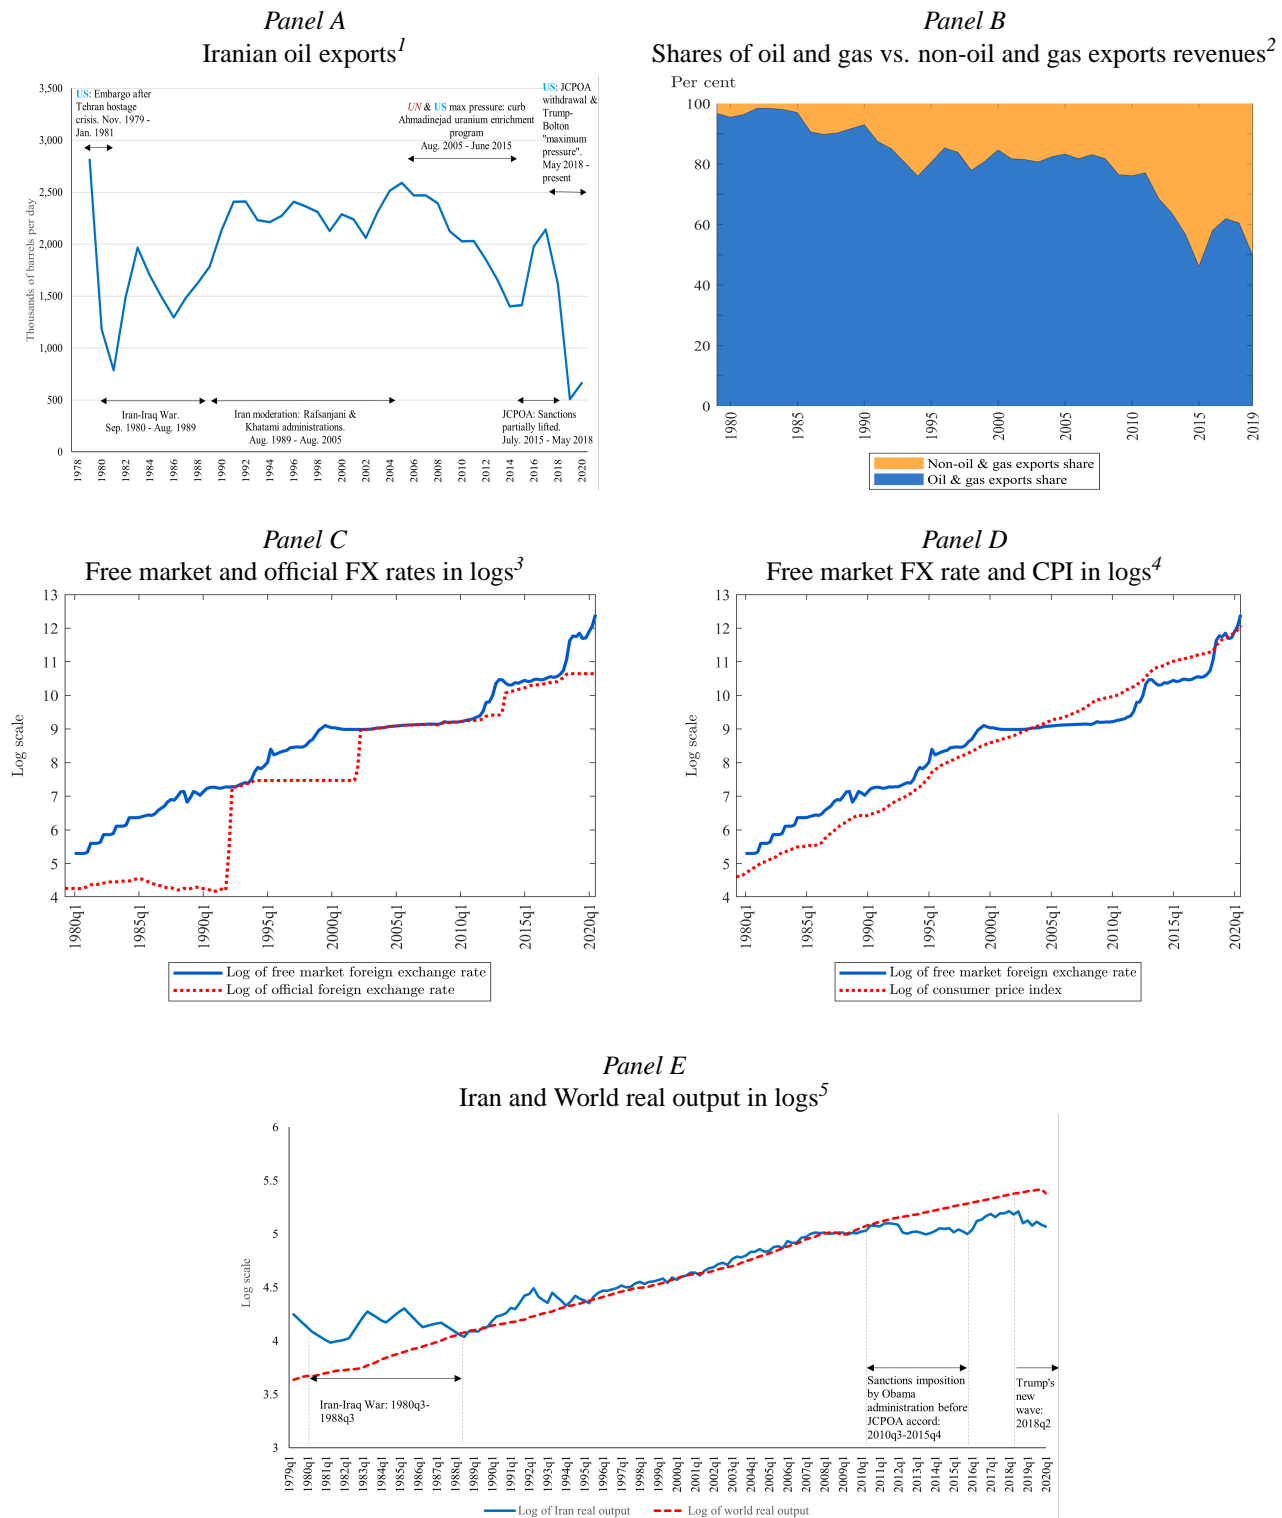 Panel A
Iranian oil exports1
3,500
3,000
2,500
2,000
1,500
1,000
500
0
Thousands of barrels per day
US: Embargo after
Tehran hostage
crisis. Nov. 1979 -
Jan. 1981
UN & US max pressure: curb
Ahmadinejad uranium enrichment
program
Aug. 2005 - June 2015
US: JCPOA
withdrawal &
Trump-
Bolton
"maximum
pressure".
May 2018 -
present
Iran-Iraq War.
Sep. 1980 - Aug. 1989
Iran moderation: Rafsanjani &
Khatami administrations.
Aug. 1989 - Aug. 2005
JCPOA: Sanctions
partially lifted.
July. 2015 - May 2018
1978 1980 1982 1984 1986 1988 1990 1992 1994 1996 1998 2000 2002 2004 2006 2008 2010 2012 2014 2016 2018 2020
Panel B
Shares of oil and gas vs. non-oil and gas exports revenues2
Per cent
100
80
60
40
20
0
1980 1985 1990 1995 2000 2005 2010 2015 2019
Non-oil & gas exports share
Oil & gas exports share
Panel C
Free market and official FX rates in logs3
13
12
11
10
9
8
7
6
5
4
Log scale
1980q1 1985q1 1990q1 1995q1 2000q1 2005q1 2010q1 2015q1 2020q1
Log of free market foreign exchange rate
Log of official foreign exchange rate
Panel D
Free market FX rate and CPI in logs4
13
12
11
10
9
8
7
6
5
4
Log scale
1980q1 1985q1 1990q1 1995q1 2000q1 2005q1 2010q1 2015q1 2020q1
Log of free market foreign exchange rate
Log of consumer price index
Panel E
Iran and World real output in logs5
6
5.5
5
4.5
4
3.5
3
Log scale
Iran-Iraq War: 1980q3-
1988q3
Sanctions imposition
by Obama
administration before
JCPOA accord:
2010q3-2015q4
Trump's
new
wave:
2018q2
1979q1 1980q1 1981q1 1982q1 1983q1 1984q1 1985q1 1986q1 1987q1 1988q1 1989q1 1990q1 1991q1 1992q1 1993q1 1994q1 1995q1 1996q1 1997q1 1998q1 1999q1 2000q1 2001q1 2002q1 2003q1 2004q1 2005q1 2006q1 2007q1 2008q1 2009q1 2010q1 2011q1 2012q1 2013q1 2014q1 2015q1 2016q1 2017q1 2018q1 2019q1 2020q1
Log of Iran real output
Log of world real output